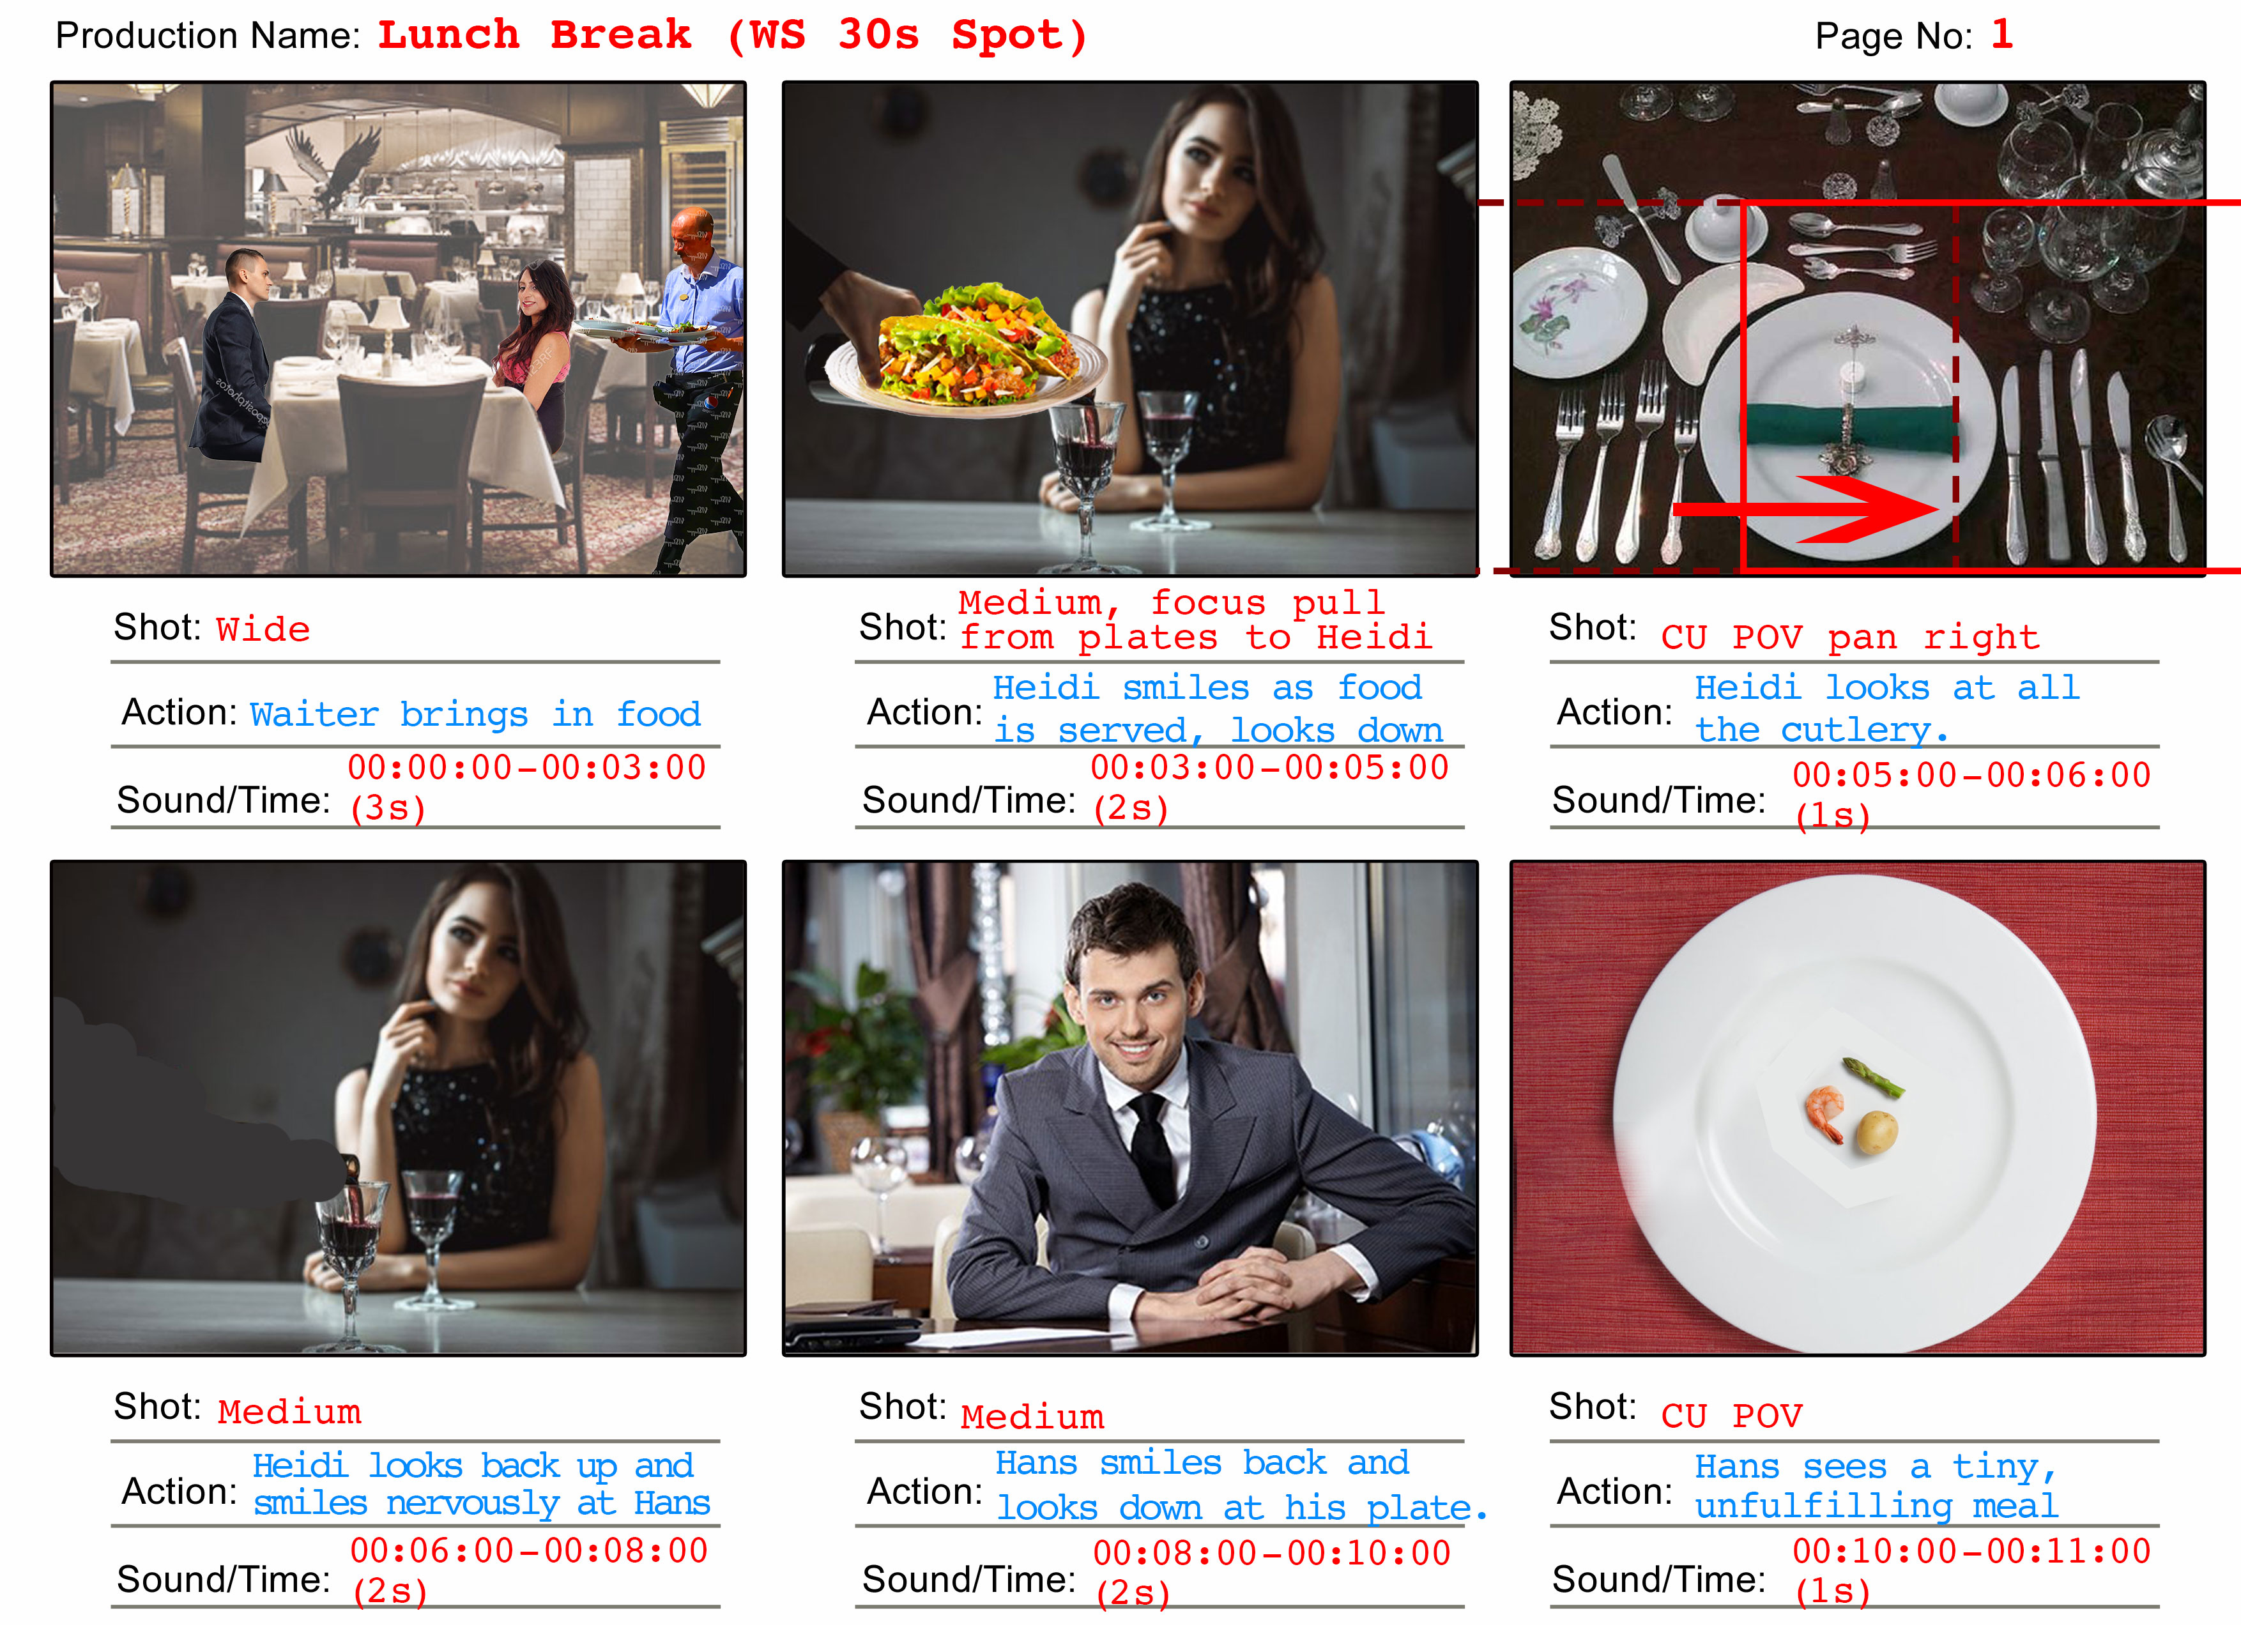 Production Name: Lunch Break (WS 30s Spot)
Page No: 1
Shot: Wide
Action: Waiter brings in food
Sound/Time: 00:00:00-00:03:00
(3s)
Shot: Medium, focus pull
from plates to Heidi
Action: Heidi smiles as food
is served, looks down
Sound/Time: 00:03:00-00:05:00
(2s)
Shot: CU POV pan right
Action: Heidi looks at all
the cutlery.
Sound/Time: 00:05:00-00:06:00
(1s)
Shot: Medium
Action: Heidi looks back up and
smiles nervously at Hans
Sound/Time: 00:06:00-00:08:00
(2s)
Shot: Medium
Action: Hans smiles back and
looks down at his plate.
Sound/Time: 00:08:00-00:10:00
(2s)
Shot: CU POV
Action: Hans sees a tiny,
unfulfilling meal
Sound/Time: 00:10:00-00:11:00
(1s)